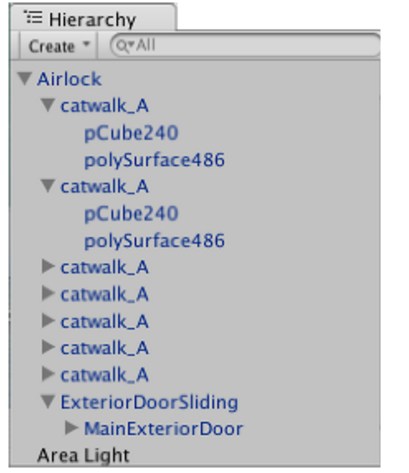 Hierarchy
Create All
Airlock
catwalk_A
pCube240
polySurface486
catwalk_A
pCube240
polySurface486
catwalk_A
catwalk_A
catwalk_A
catwalk_A
catwalk_A
ExteriorDoorSliding
MainExteriorDoor
Area Light